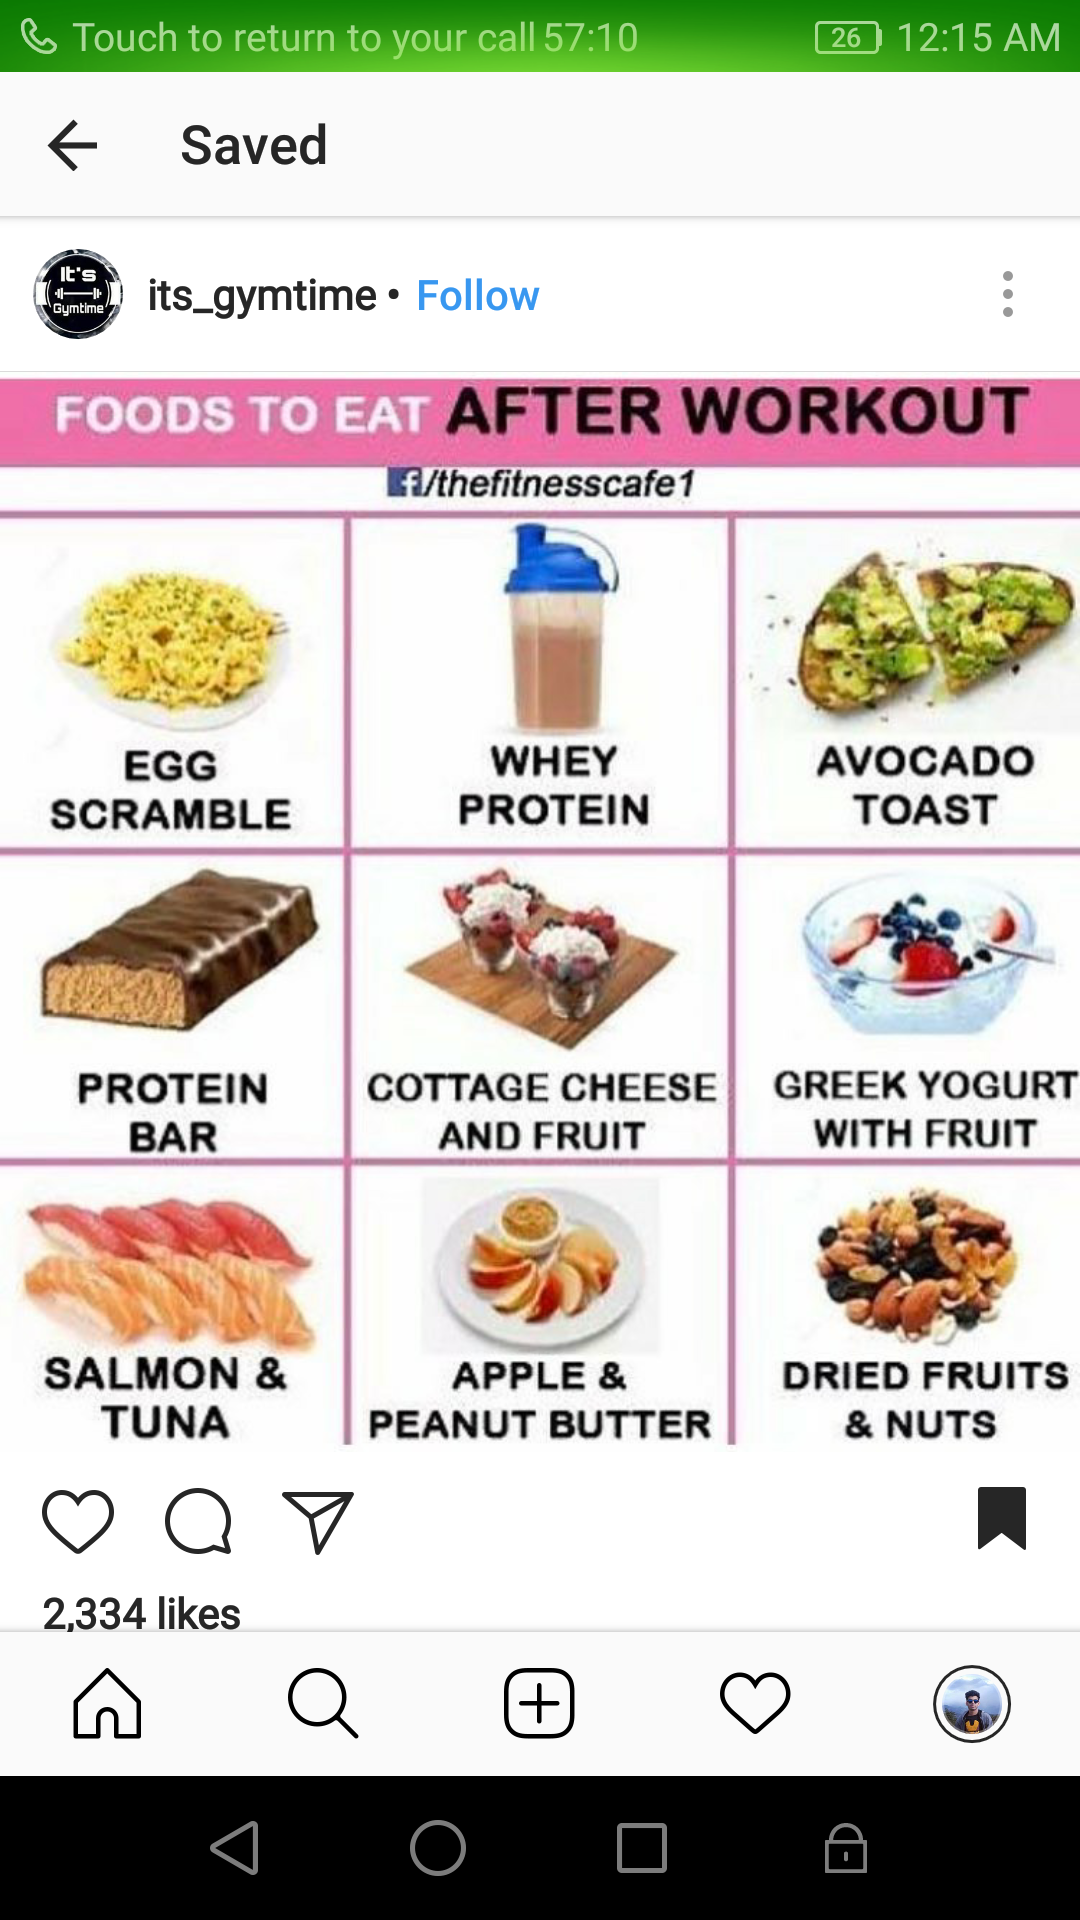 Touch to return to your call 57:10
26
12:15 AM
Saved
It's
Gymtime
its_gymtime • Follow
FOODS TO EAT AFTER WORKOUT
f/thefitnesscafe1
EGG
SCRAMBLE
WHEY
PROTEIN
AVOCADO
TOAST
PROTEIN
BAR
COTTAGE CHEESE
AND FRUIT
GREEK YOGURT
WITH FRUIT
SALMON &
TUNA
APPLE &
PEANUT BUTTER
DRIED FRUITS
& NUTS
2,334 likes